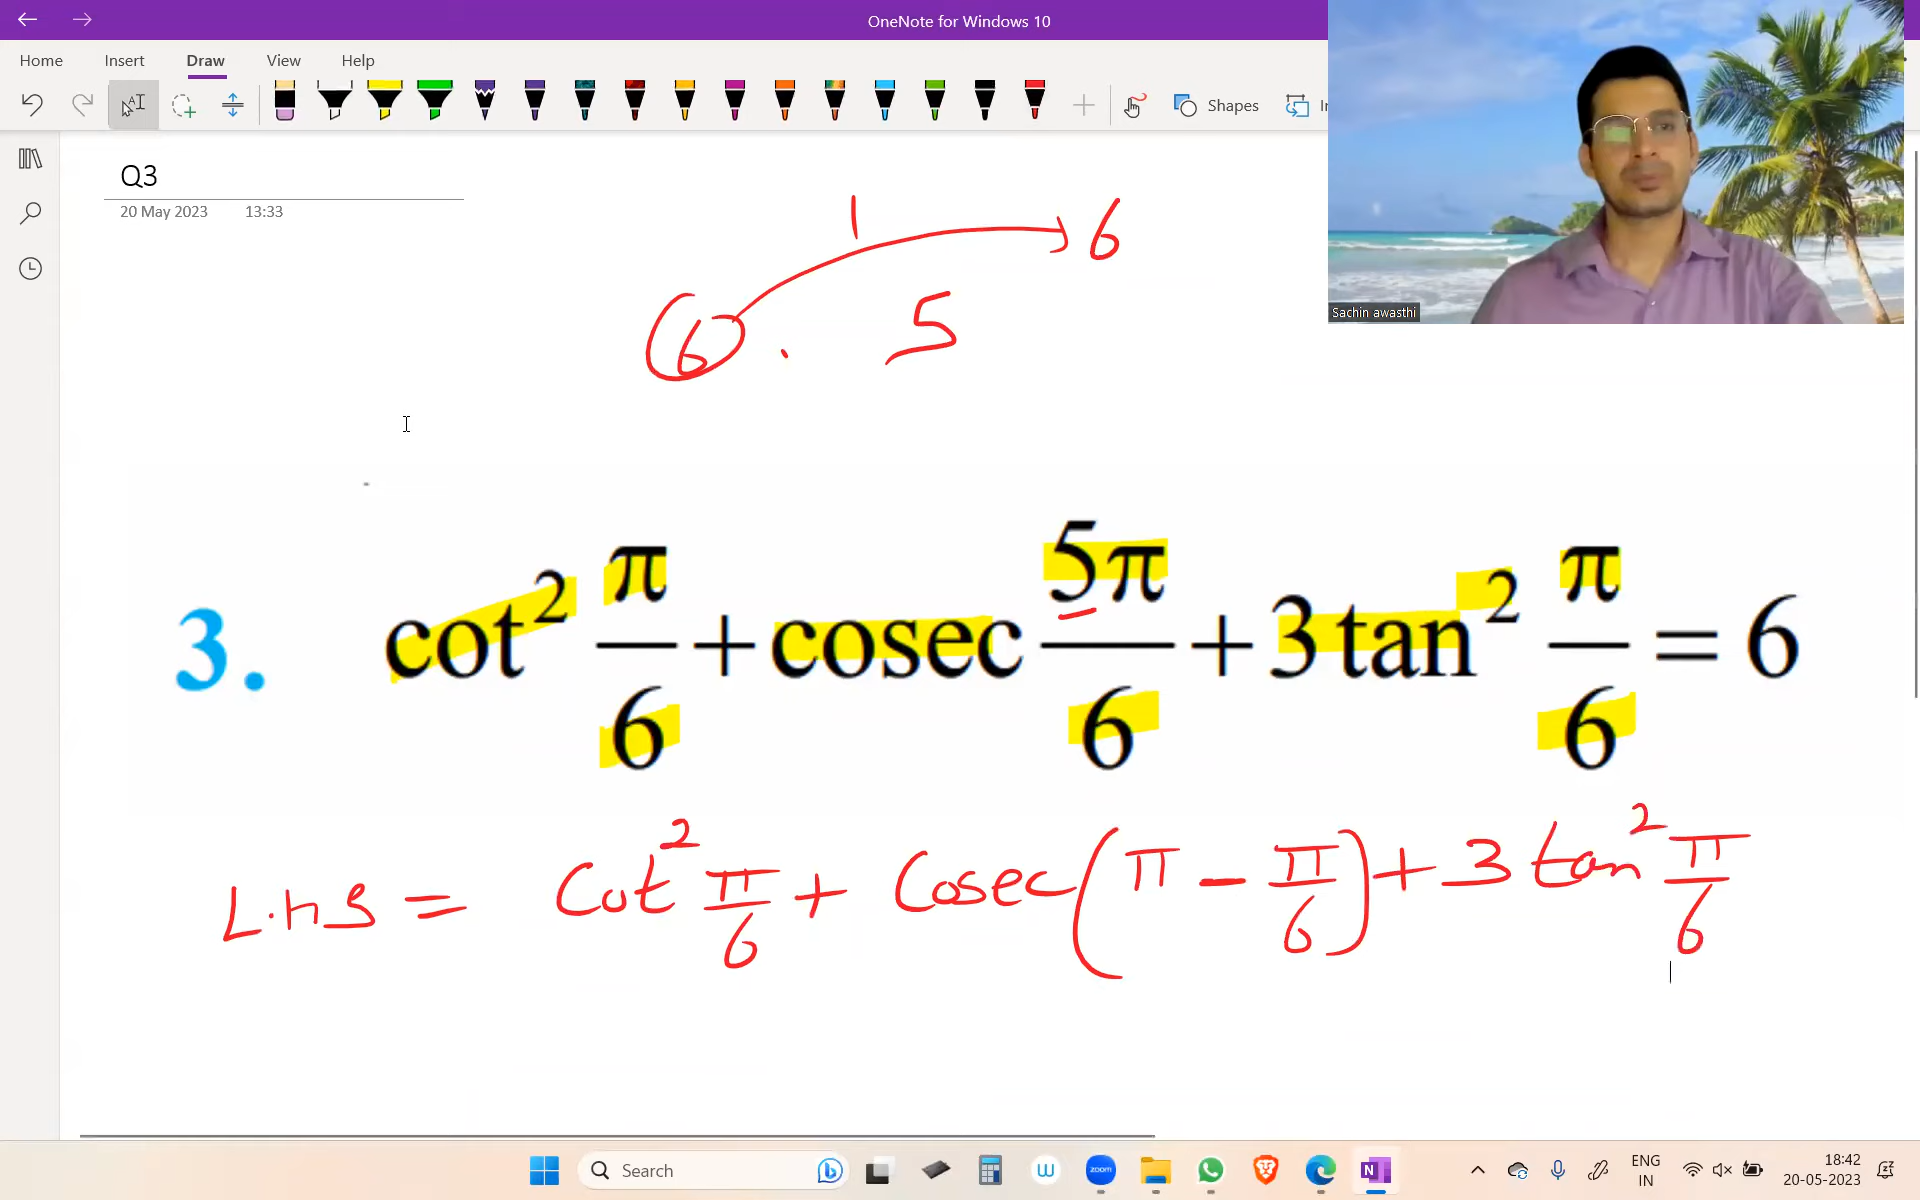 OneNote for Windows 10
Home Insert Draw View Help
Shapes
Q3
20 May 2023 13:33
1
6
6 . 5
Sachin awasthi
3. cot² π/6 + cosec 5π/6 + 3 tan² π/6 = 6
L.H.S = Cot² π/6 + Cosec (π - π/6) + 3 tan² π/6
Search
zoom
ENG
IN
18:42
20-05-2023